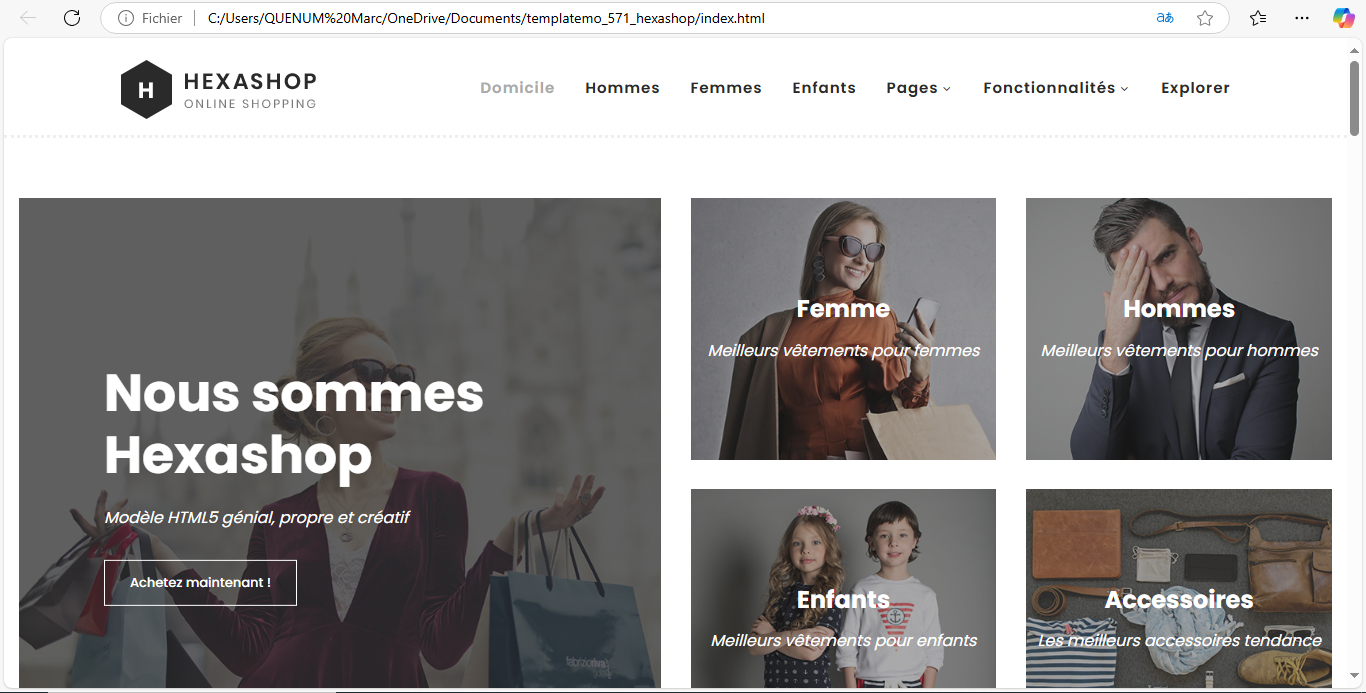 Fichier
C:/Users/QUENUM%20Marc/OneDrive/Documents/templatemo_571_hexashop/index.html
aあ
H
HEXASHOP
ONLINE SHOPPING
Domicile Hommes Femmes Enfants Pages Fonctionnalités Explorer
Nous sommes
Hexashop
Modèle HTML5 génial, propre et créatif
Achetez maintenant !
Femme
Meilleurs vêtements pour femmes
Hommes
Meilleurs vêtements pour hommes
Enfants
Meilleurs vêtements pour enfants
Accessoires
Les meilleurs accessoires tendance